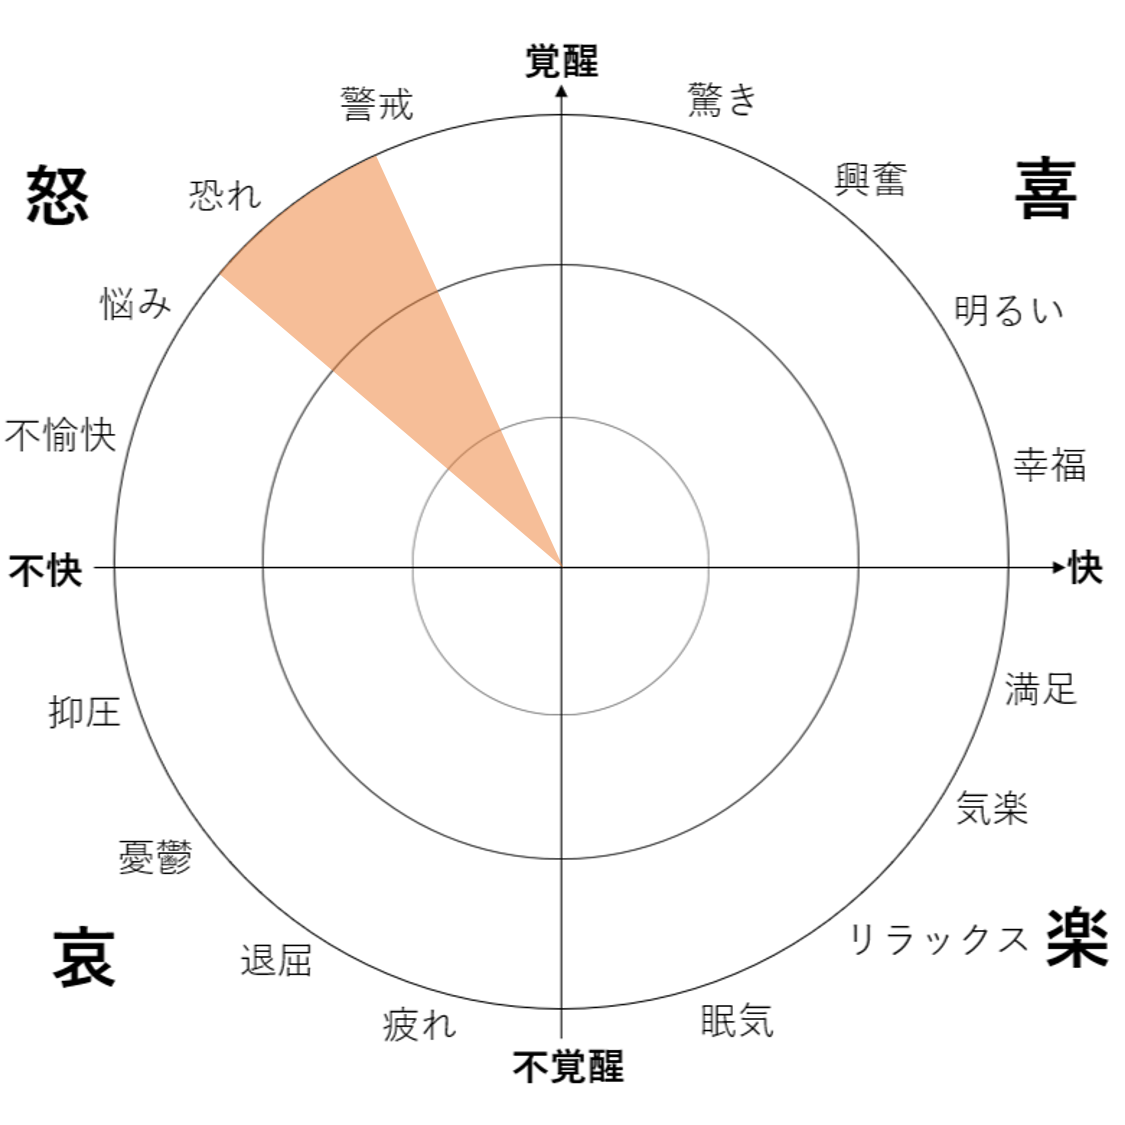 覚醒
驚き
警戒
喜
怒
興奮
恐れ
悩み
明るい
不愉快
幸福
不快
快
満足
抑圧
気楽
憂鬱
リラックス
楽
哀
退屈
疲れ
眠気
不覚醒